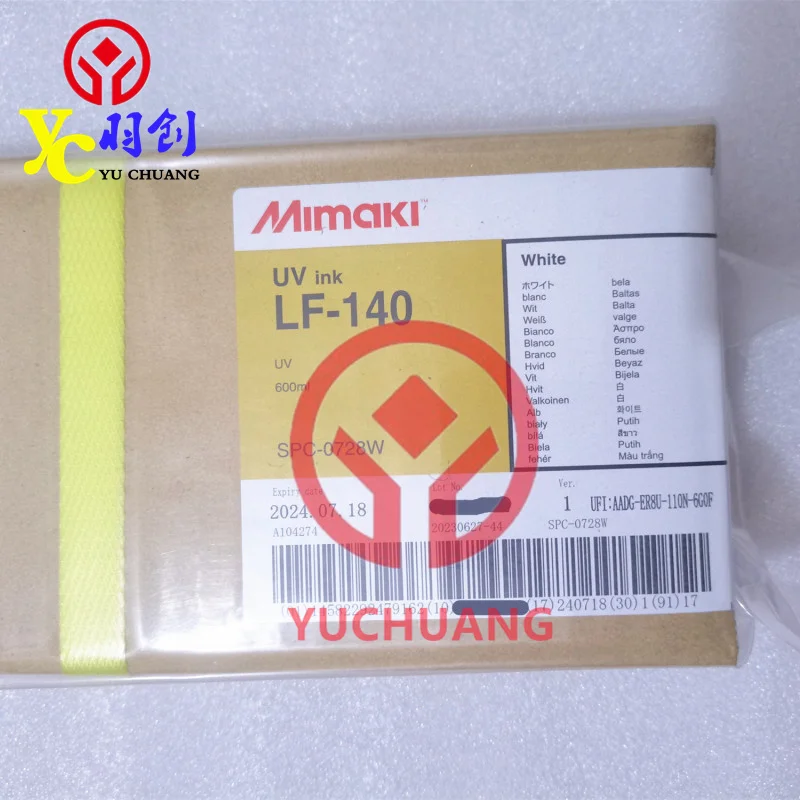 YC 羽创
YU CHUANG
Mimaki™
UV ink
LF-140
UV
600ml
SPC-0728W
White
ホワイト
blanc
Wit
Weiß
Bianco
Blanco
Branco
Hvid
Vit
Hvit
Valkoinen
Alb
biały
bílá
Biela
fehér
bela
Baltas
Balta
valge
Άσπρο
бяло
Белые
Beyaz
Bijela
白
白
화이트
Putih
สีขาว
Putih
Màu trắng
Expiry date
2024.07.18
A104274
Lot No.
20230627-44
Ver.
1
UFI:AADG-ER8U-110N-6G0F
SPC-0728W
(17)240718(30)1(91)17
YUCHUANG